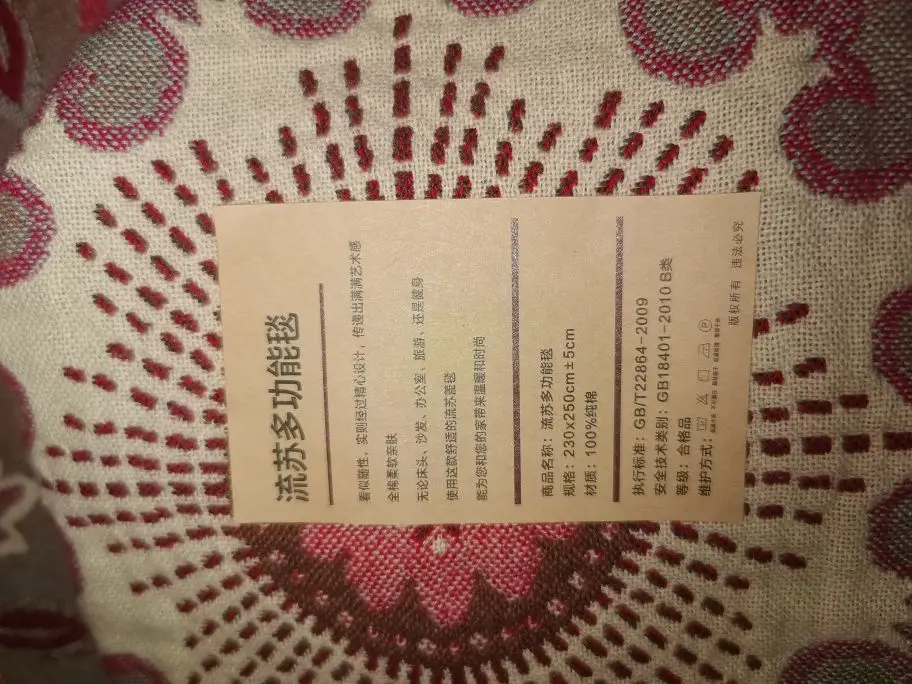 流苏多功能毯
看似随性，实则经过精心设计，传递出满满艺术感
全棉柔软亲肤
无论床头、沙发、办公室、旅游、还是健身
使用这款舒适的流苏盖毯
能为您和您的家带来温暖和时尚
商品名称：流苏多功能毯
规格：230x250cm±5cm
材质：100%纯棉
执行标准：GB/T22864-2009
安全技术类别：GB18401-2010 B类
等级：合格品
维护方式：
版权所有 违法必究